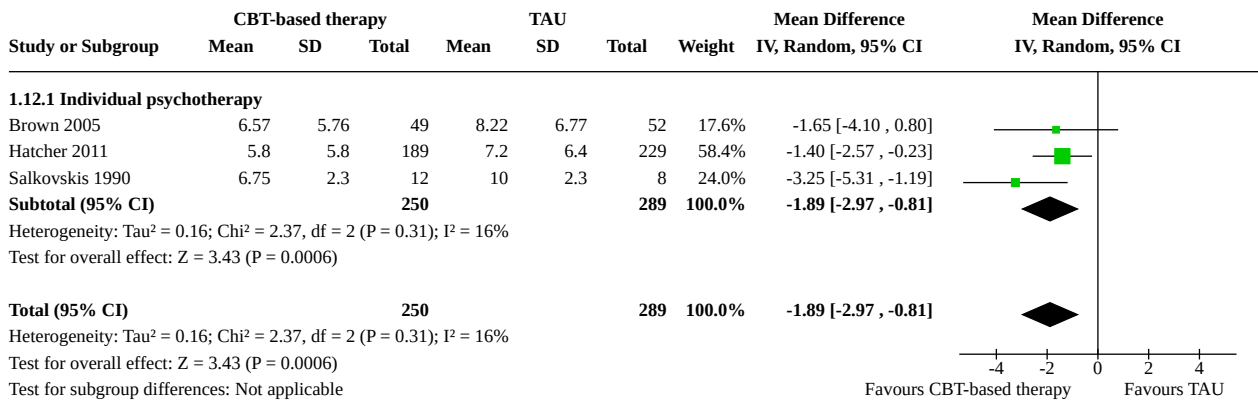 CBT-based therapy TAU Mean Difference Mean Difference
Study or Subgroup Mean SD Total Mean SD Total Weight IV, Random, 95% CI IV, Random, 95% CI
1.12.1 Individual psychotherapy
Brown 2005 6.57 5.76 49 8.22 6.77 52 17.6% -1.65 [-4.10 , 0.80]
Hatcher 2011 5.8 5.8 189 7.2 6.4 229 58.4% -1.40 [-2.57 , -0.23]
Salkovskis 1990 6.75 2.3 12 10 2.3 8 24.0% -3.25 [-5.31 , -1.19]
Subtotal (95% CI) 250 289 100.0% -1.89 [-2.97 , -0.81]
Heterogeneity: Tau² = 0.16; Chi² = 2.37, df = 2 (P = 0.31); I² = 16%
Test for overall effect: Z = 3.43 (P = 0.0006)
Total (95% CI) 250 289 100.0% -1.89 [-2.97 , -0.81]
Heterogeneity: Tau² = 0.16; Chi² = 2.37, df = 2 (P = 0.31); I² = 16%
Test for overall effect: Z = 3.43 (P = 0.0006) -4 -2 0 2 4
Test for subgroup differences: Not applicable Favours CBT-based therapy Favours TAU